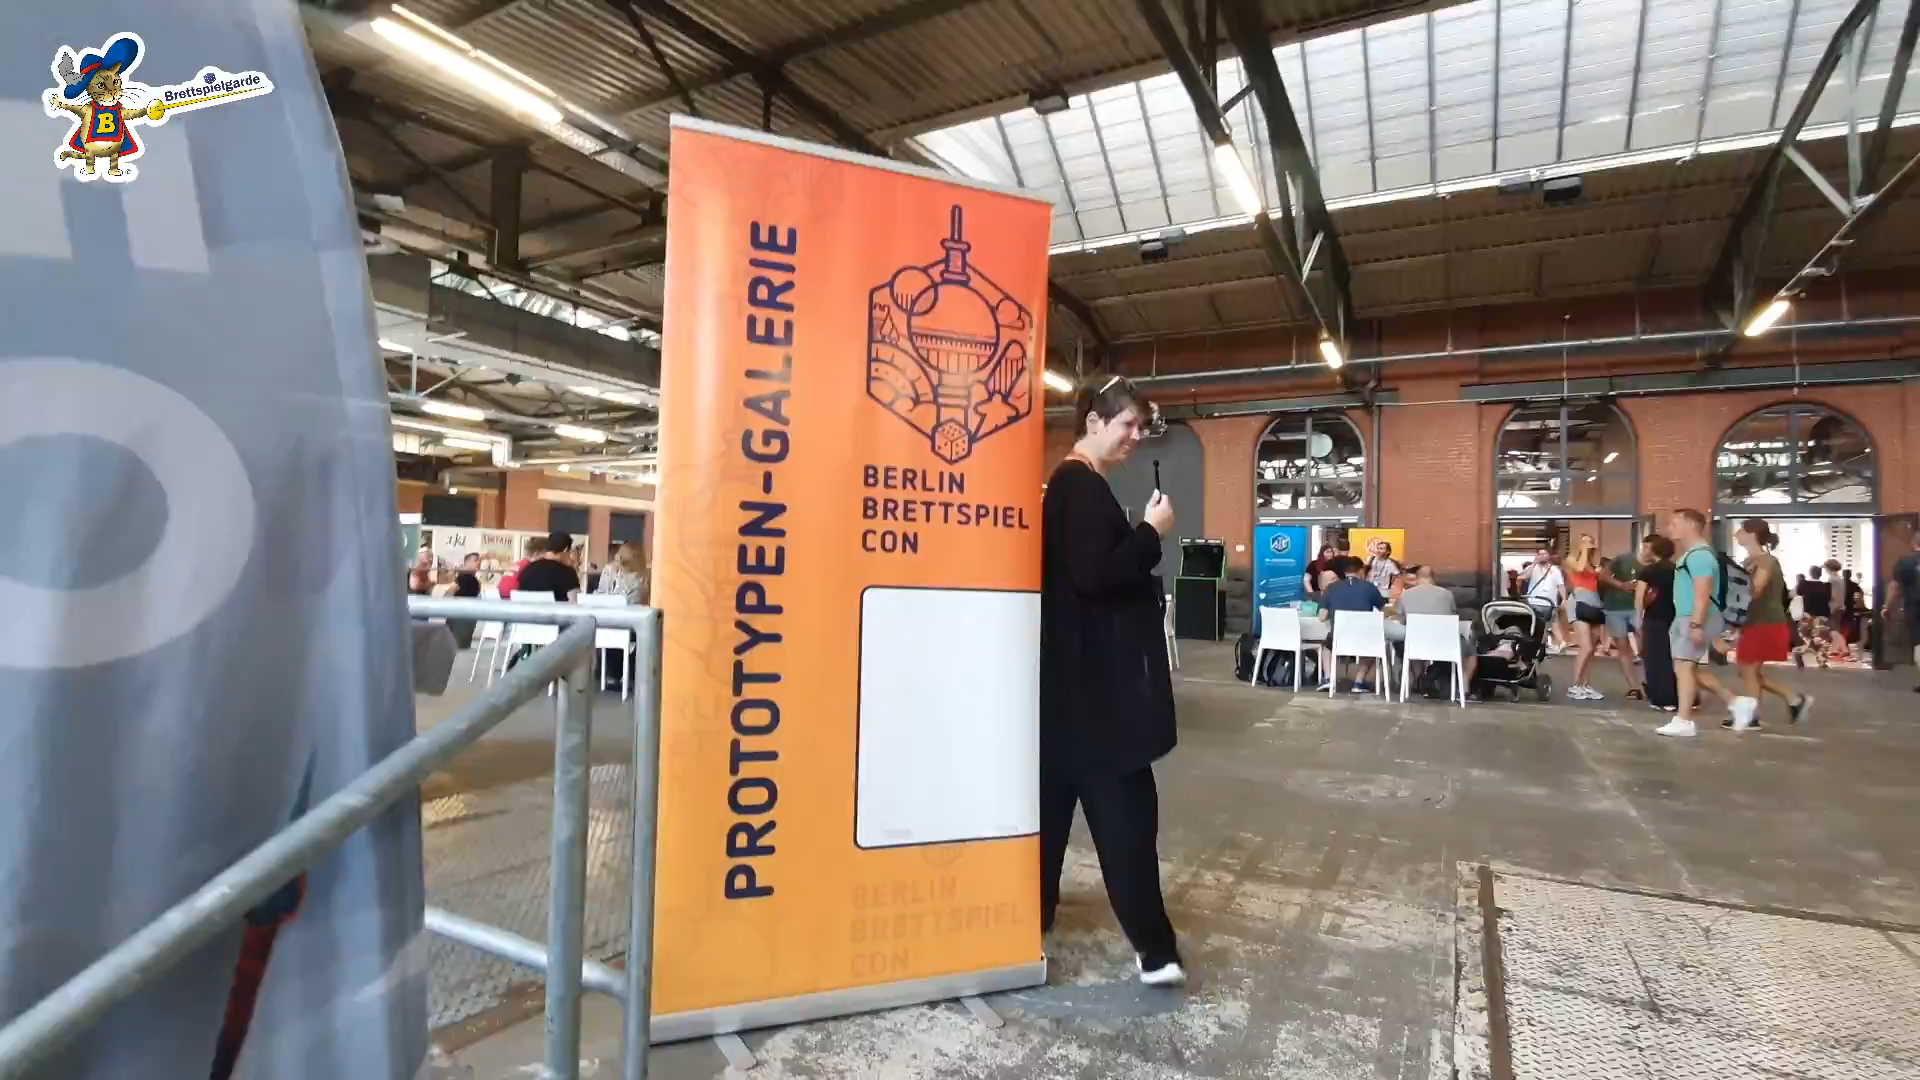 Brettspielgarde
B
PROTOTYPEN-GALERIE
BERLIN
BRETTSPIEL
CON
BERLIN
BRETTSPIEL
CON